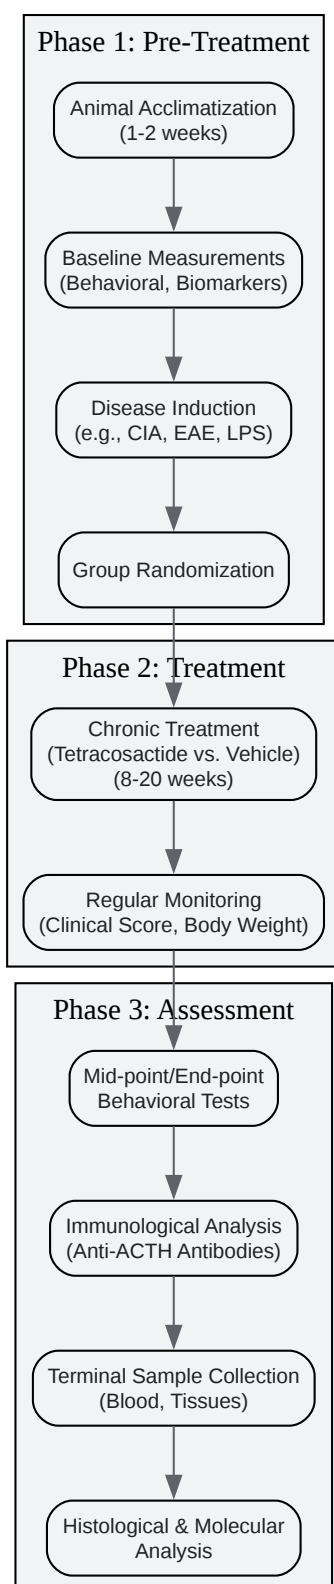 Phase 1: Pre-Treatment
Animal Acclimatization
(1-2 weeks)
Baseline Measurements
(Behavioral, Biomarkers)
Disease Induction
(e.g., CIA, EAE, LPS)
Group Randomization
Phase 2: Treatment
Chronic Treatment
(Tetracosactide vs. Vehicle)
(8-20 weeks)
Regular Monitoring
(Clinical Score, Body Weight)
Phase 3: Assessment
Mid-point/End-point
Behavioral Tests
Immunological Analysis
(Anti-ACTH Antibodies)
Terminal Sample Collection
(Blood, Tissues)
Histological & Molecular
Analysis